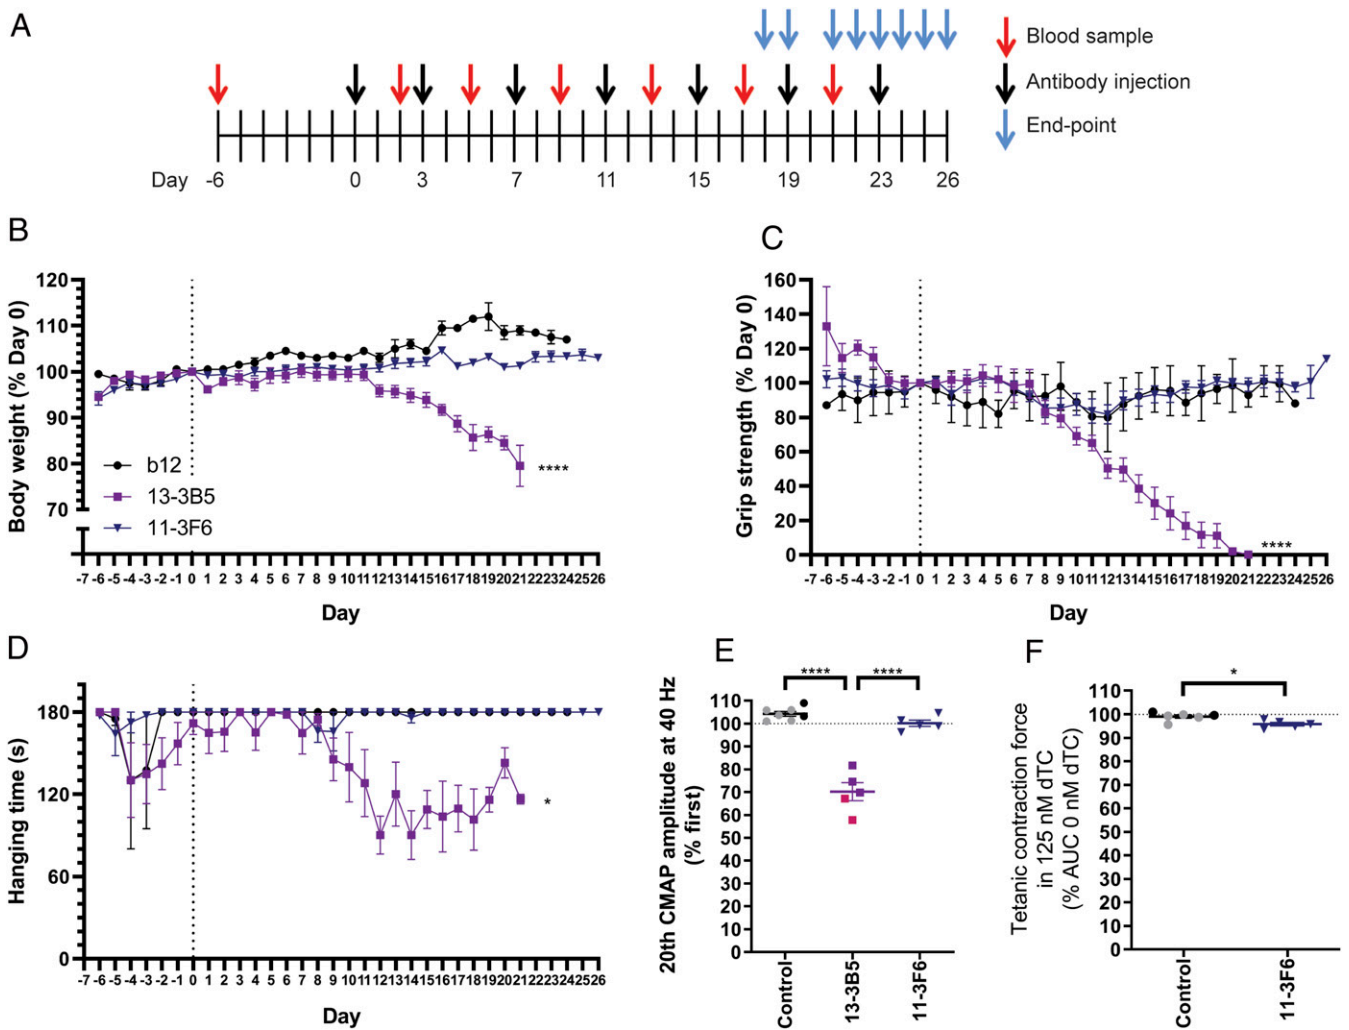 A
Blood sample
Antibody injection
End-point
Day -6 0 3 7 11 15 19 23 26
B
Body weight (% Day 0)
120
110
100
90
80
70
b12
13-3B5
11-3F6
****
-7 -6 -5 -4 -3 -2 -1 0 1 2 3 4 5 6 7 8 9 10 11 12 13 14 15 16 17 18 19 20 21 22 23 24 25 26
Day
C
Grip strength (% Day 0)
160
140
120
100
80
60
40
20
0
****
-7 -6 -5 -4 -3 -2 -1 0 1 2 3 4 5 6 7 8 9 10 11 12 13 14 15 16 17 18 19 20 21 22 23 24 25 26
Day
D
Hanging time (s)
180
120
60
0
*
-7 -6 -5 -4 -3 -2 -1 0 1 2 3 4 5 6 7 8 9 10 11 12 13 14 15 16 17 18 19 20 21 22 23 24 25 26
Day
E
20th CMAP amplitude at 40 Hz
(% first)
**** ****
110
100
90
80
70
60
50
40
30
20
10
0
Control
13-3B5
11-3F6
F
Tetanic contraction force
in 125 nM dTC
(% AUC 0 nM dTC)
*
110
100
90
80
70
60
50
40
30
20
10
0
Control
11-3F6